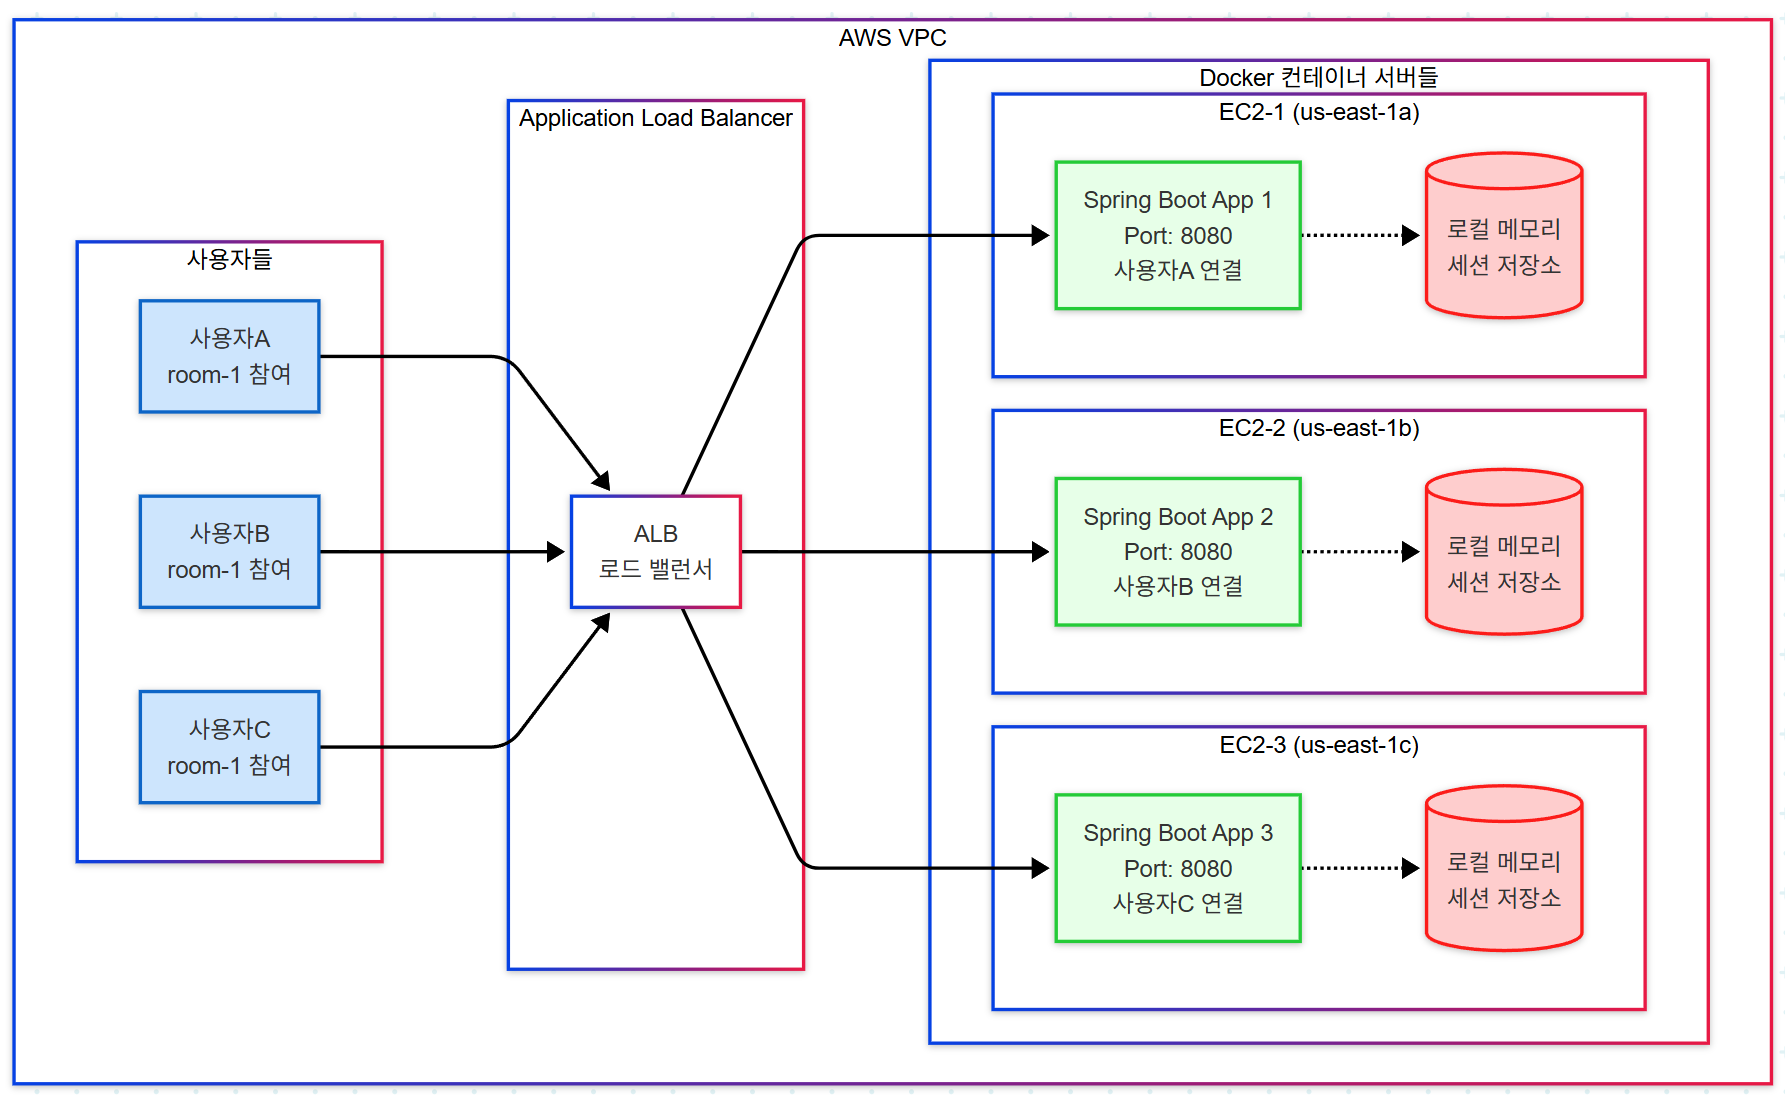 AWS VPC
사용자들
사용자A
room-1 참여
사용자B
room-1 참여
사용자C
room-1 참여
Application Load Balancer
ALB
로드 밸런서
Docker 컨테이너 서버들
EC2-1 (us-east-1a)
Spring Boot App 1
Port: 8080
사용자A 연결
로컬 메모리
세션 저장소
EC2-2 (us-east-1b)
Spring Boot App 2
Port: 8080
사용자B 연결
로컬 메모리
세션 저장소
EC2-3 (us-east-1c)
Spring Boot App 3
Port: 8080
사용자C 연결
로컬 메모리
세션 저장소